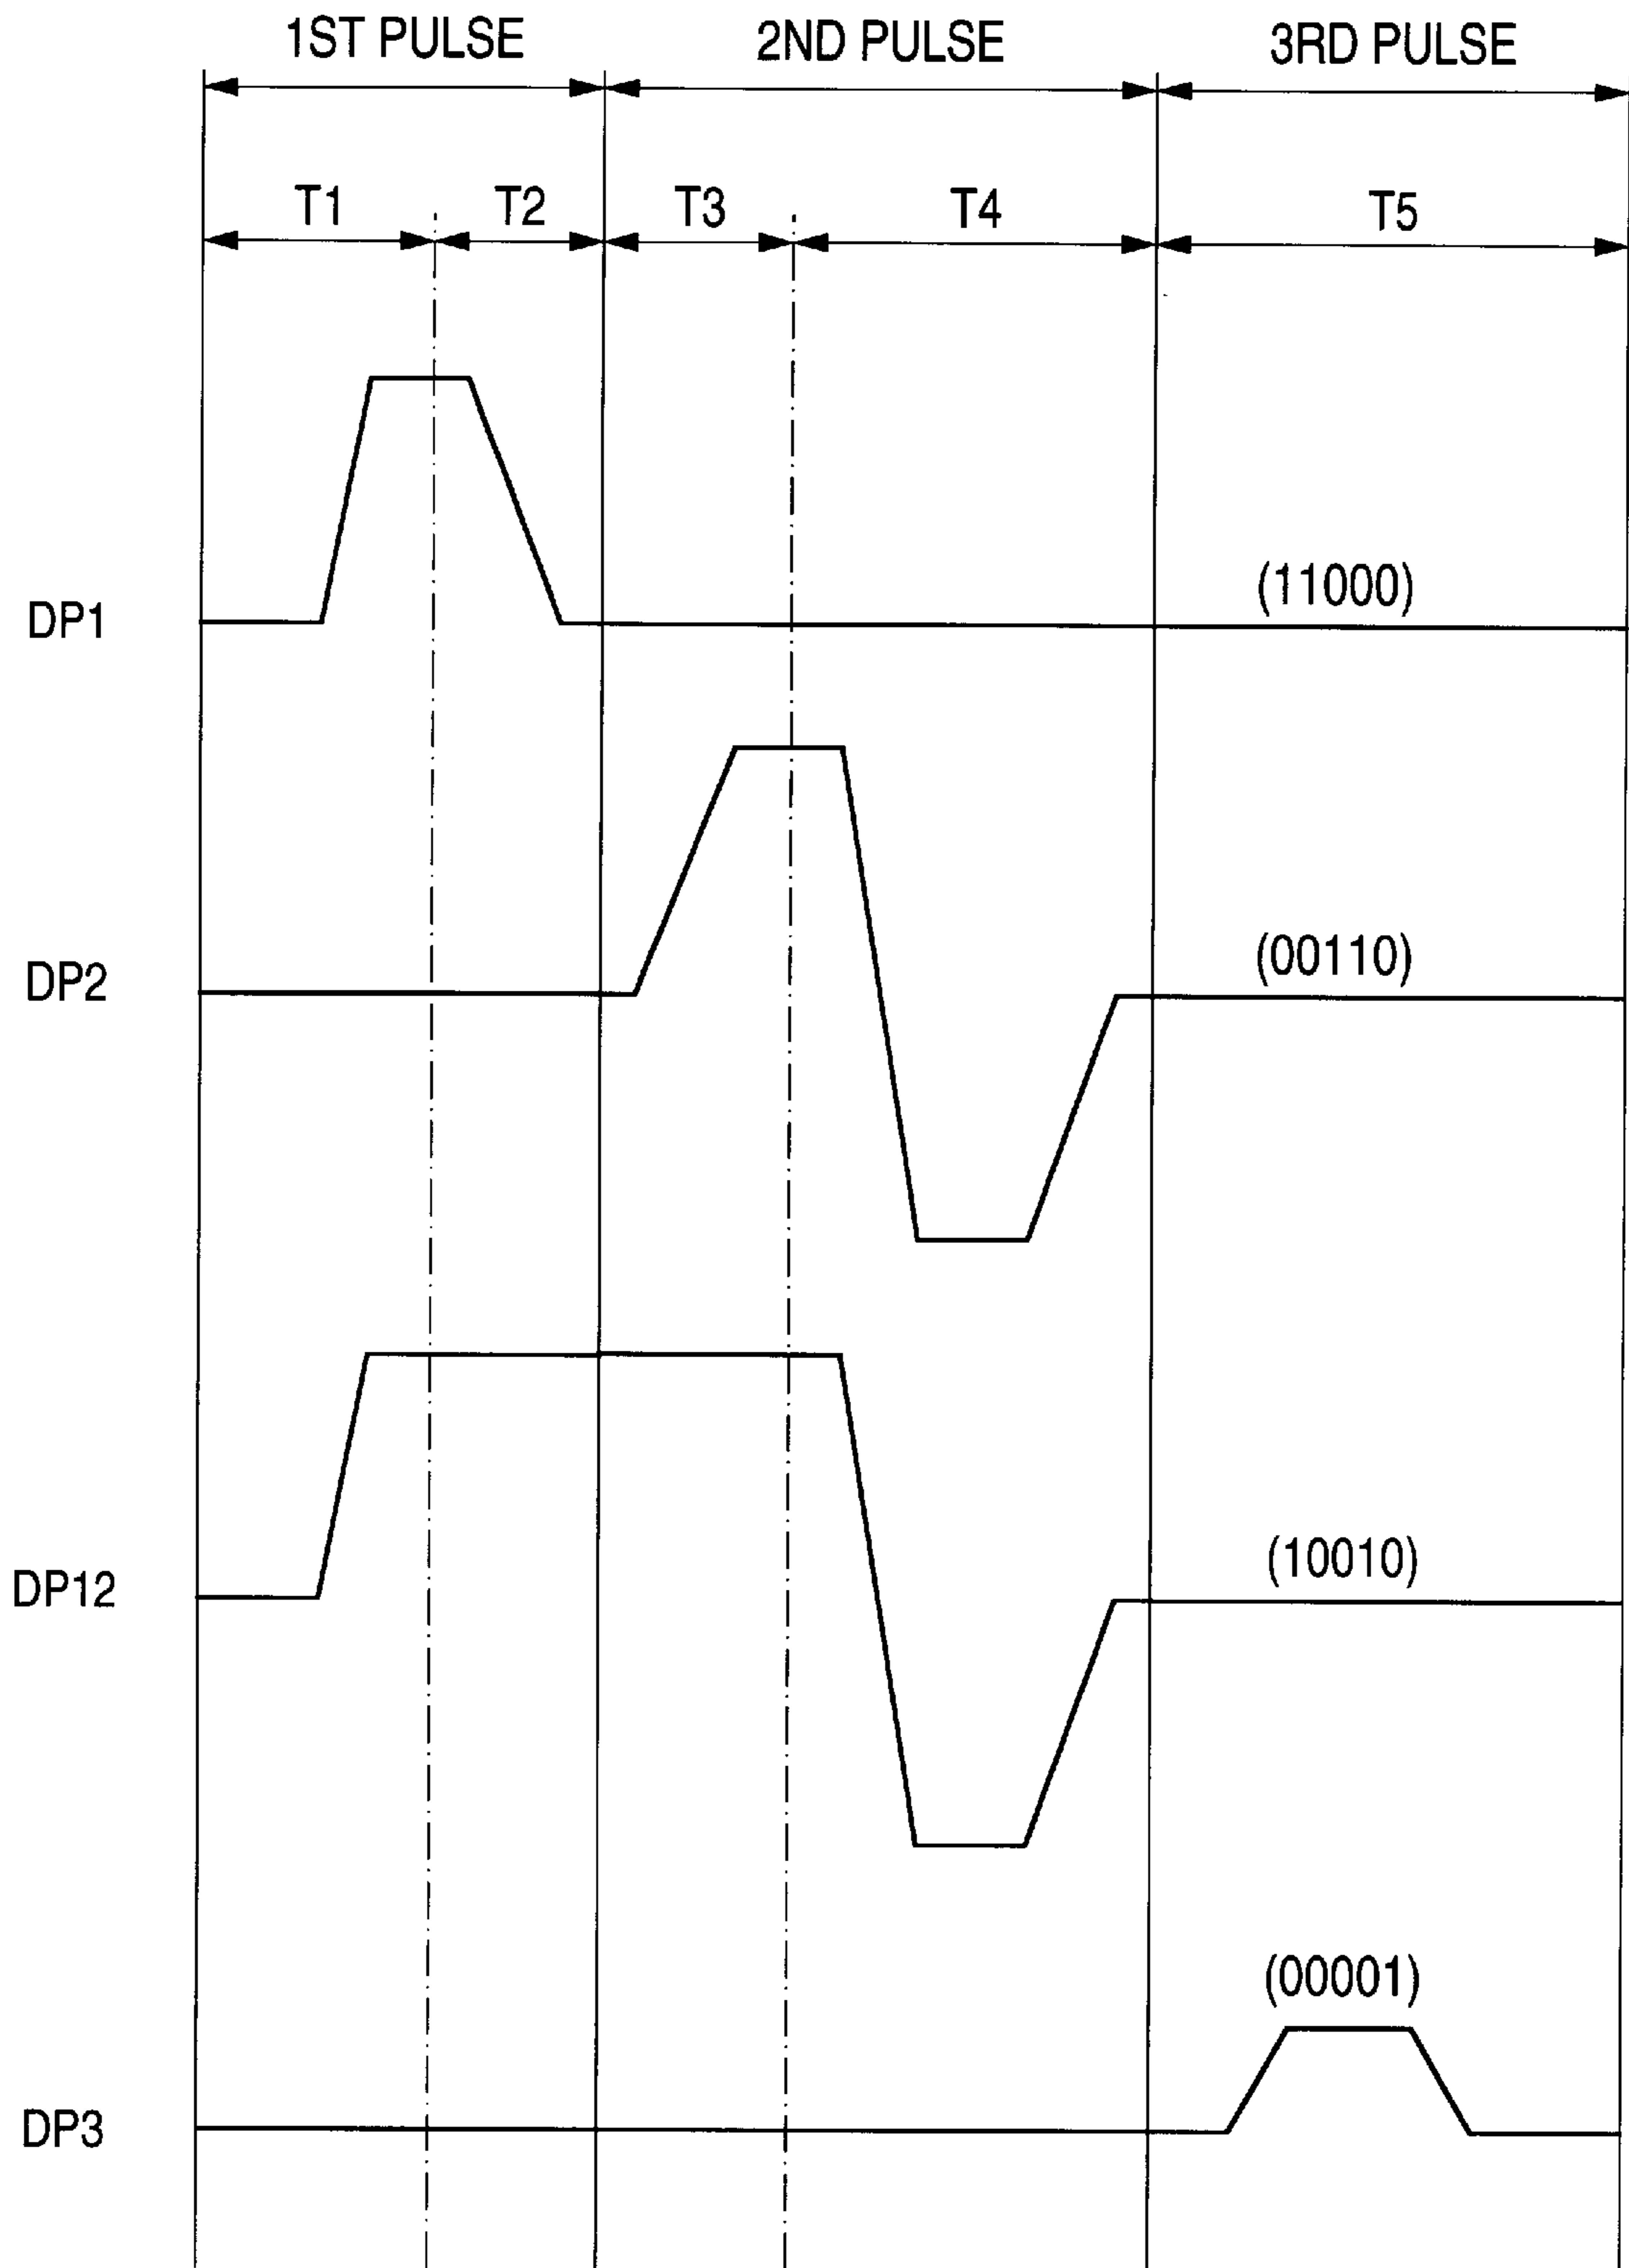 1ST PULSE 2ND PULSE 3RD PULSE
T1 T2 T3 T4 T5
(11000)
DP1
(00110)
DP2
(10010)
DP12
(00001)
DP3